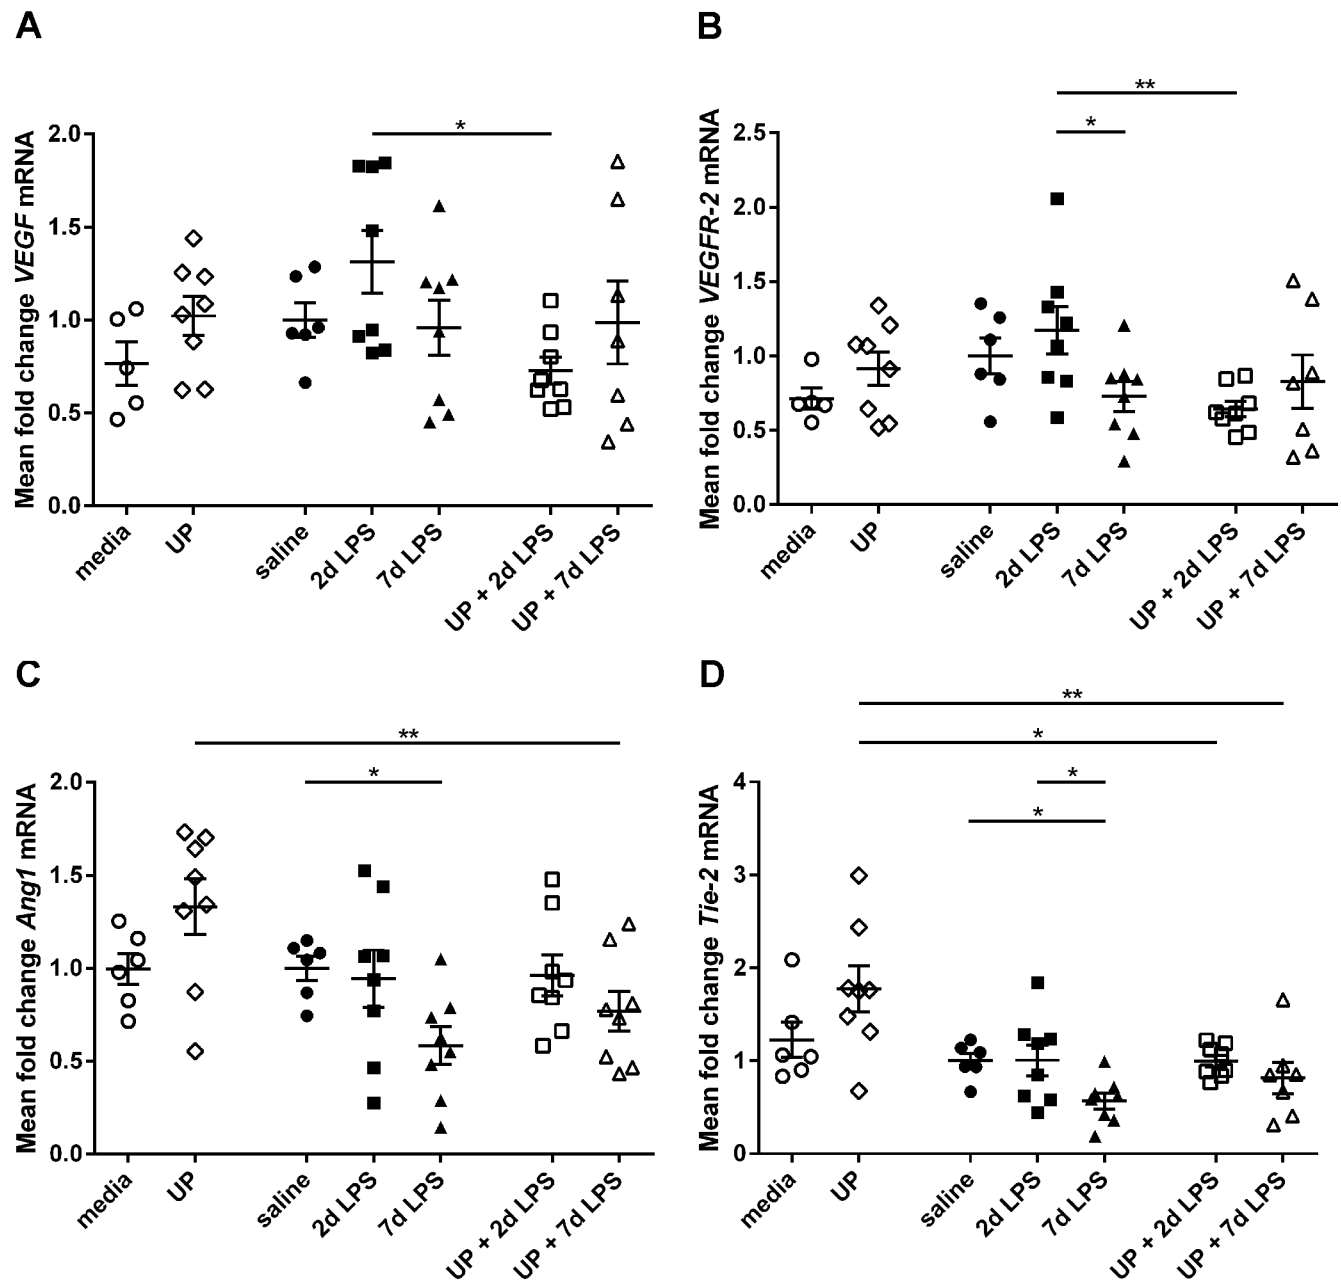 A
Mean fold change VEGF mRNA
2.0
1.5
1.0
0.5
0.0
*
media
UP
saline
2d LPS
7d LPS
UP + 2d LPS
UP + 7d LPS
B
Mean fold change VEGFR-2 mRNA
2.5
2.0
1.5
1.0
0.5
0.0
**
*
media
UP
saline
2d LPS
7d LPS
UP + 2d LPS
UP + 7d LPS
C
Mean fold change Ang1 mRNA
2.0
1.5
1.0
0.5
0.0
**
*
media
UP
saline
2d LPS
7d LPS
UP + 2d LPS
UP + 7d LPS
D
Mean fold change Tie-2 mRNA
4
3
2
1
0
**
*
*
*
media
UP
saline
2d LPS
7d LPS
UP + 2d LPS
UP + 7d LPS